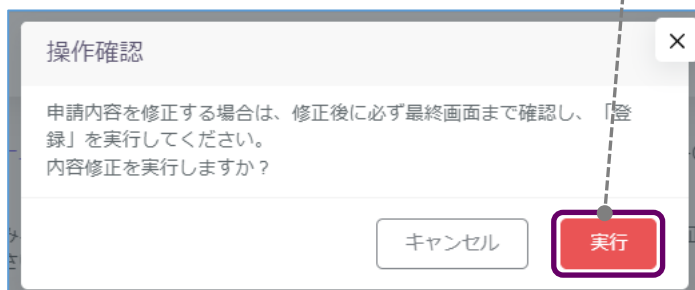 操作確認
申請内容を修正する場合は、修正後に必ず最終画面まで確認し、「登
録」を実行してください。
内容修正を実行しますか？
キャンセル
実行